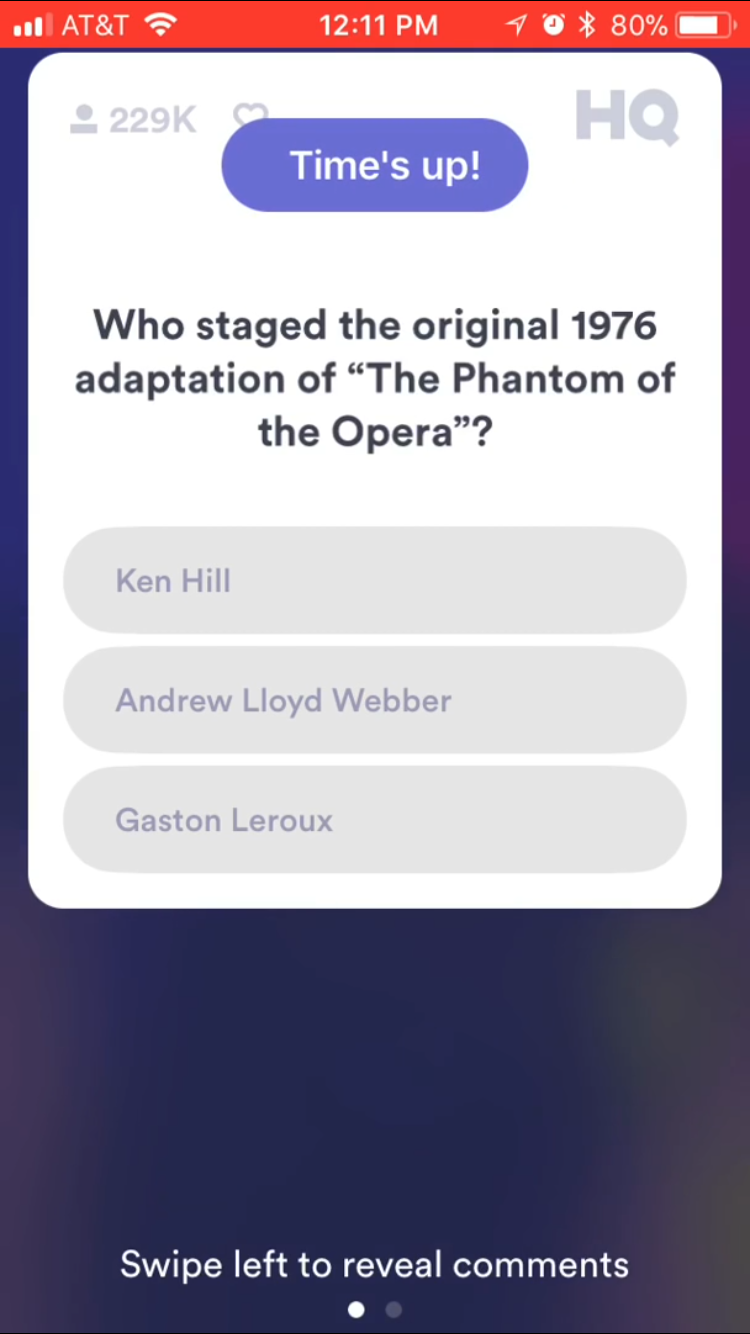 AT&T 12:11 PM 80%
229K HQ
Time's up!
Who staged the original 1976
adaptation of “The Phantom of
the Opera”?
Ken Hill
Andrew Lloyd Webber
Gaston Leroux
Swipe left to reveal comments